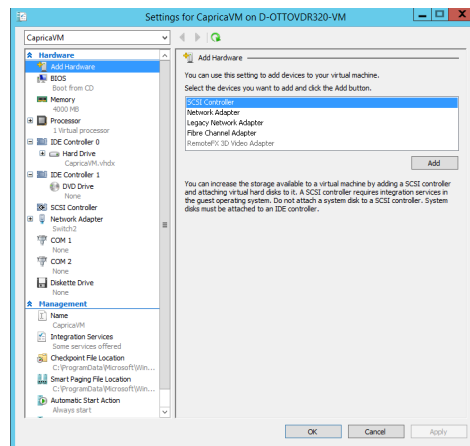 Settings for CapricaVM on D-OTTOVDR320-VM
CapricaVM
Hardware
Add Hardware
BIOS
Boot from CD
Memory
4000 MB
Processor
1 Virtual processor
IDE Controller 0
Hard Drive
CapricaVM.vhdx
IDE Controller 1
DVD Drive
None
SCSI Controller
Network Adapter
Switch2
COM 1
None
COM 2
None
Diskette Drive
None
Management
Name
CapricaVM
Integration Services
Some services offered
Checkpoint File Location
C:\ProgramData\Microsoft\Win...
Smart Paging File Location
C:\ProgramData\Microsoft\Win...
Automatic Start Action
Always start
Add Hardware
You can use this setting to add devices to your virtual machine.
Select the devices you want to add and click the Add button.
SCSI Controller
Network Adapter
Legacy Network Adapter
Fibre Channel Adapter
RemoteFX 3D Video Adapter
Add
You can increase the storage available to a virtual machine by adding a SCSI controller
and attaching virtual hard disks to it. A SCSI controller requires integration services in
the guest operating system. Do not attach a system disk to a SCSI controller. System
disks must be attached to an IDE controller.
OK
Cancel
Apply